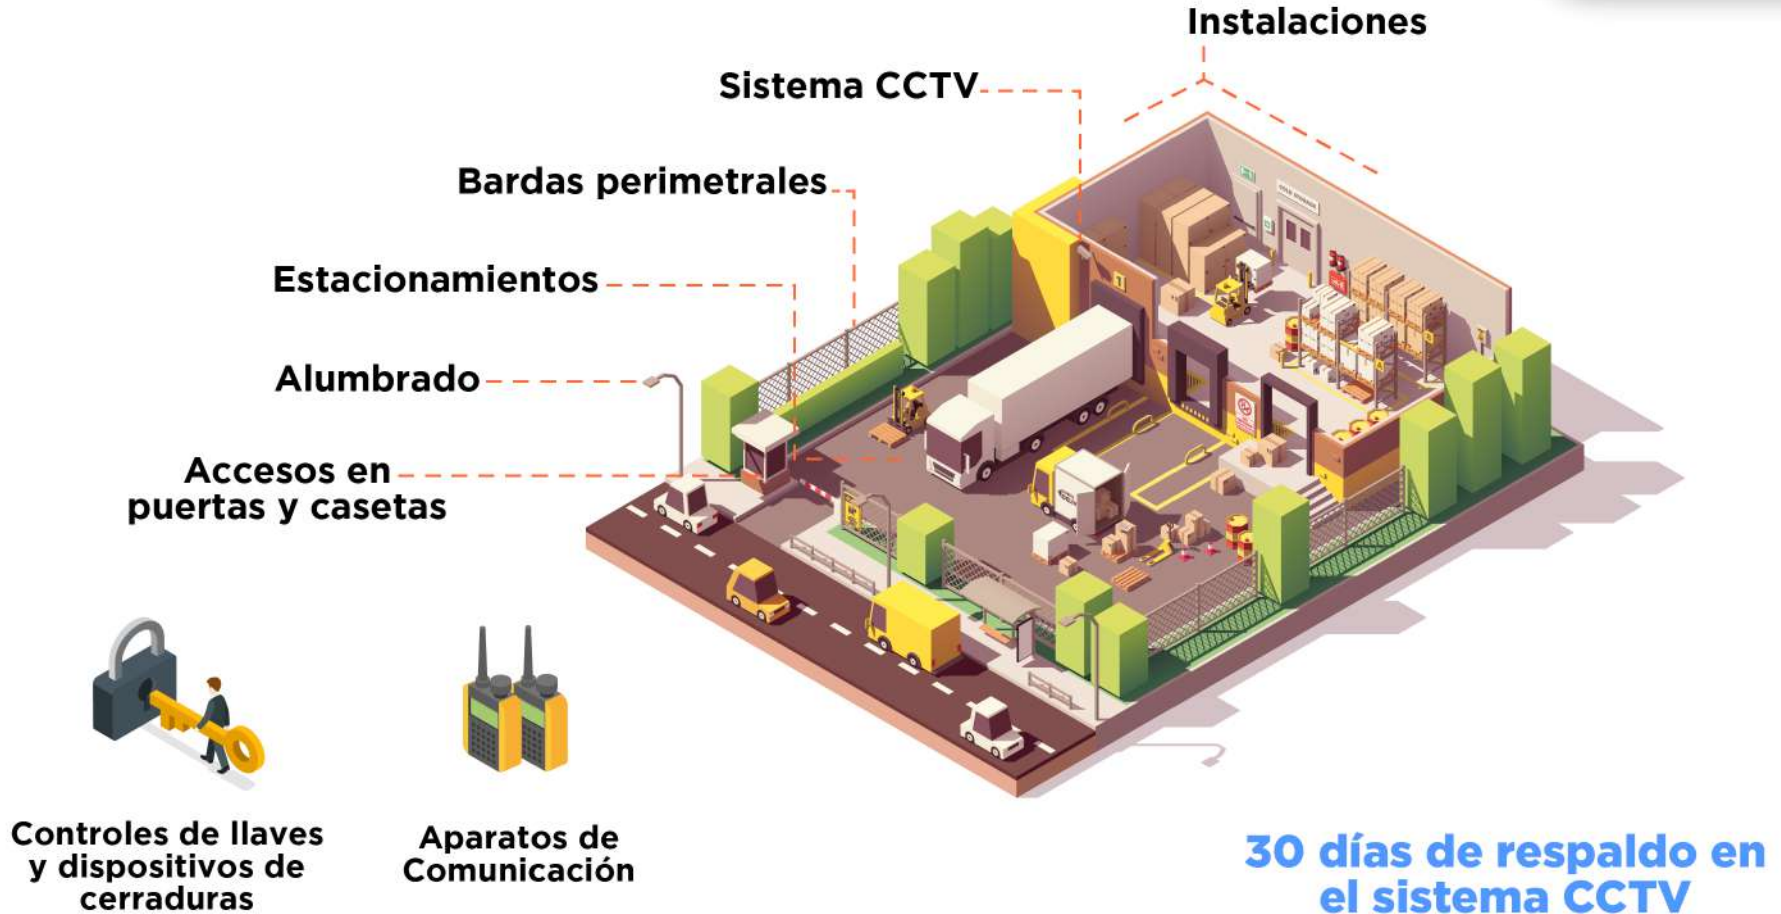 Instalaciones
Sistema CCTV
Bardas perimetrales
Estacionamientos
Alumbrado
Accesos en
puertas y casetas
1
Controles de llaves
y dispositivos de
cerraduras
Aparatos de
Comunicación
30 días de respaldo en
el sistema CCTV